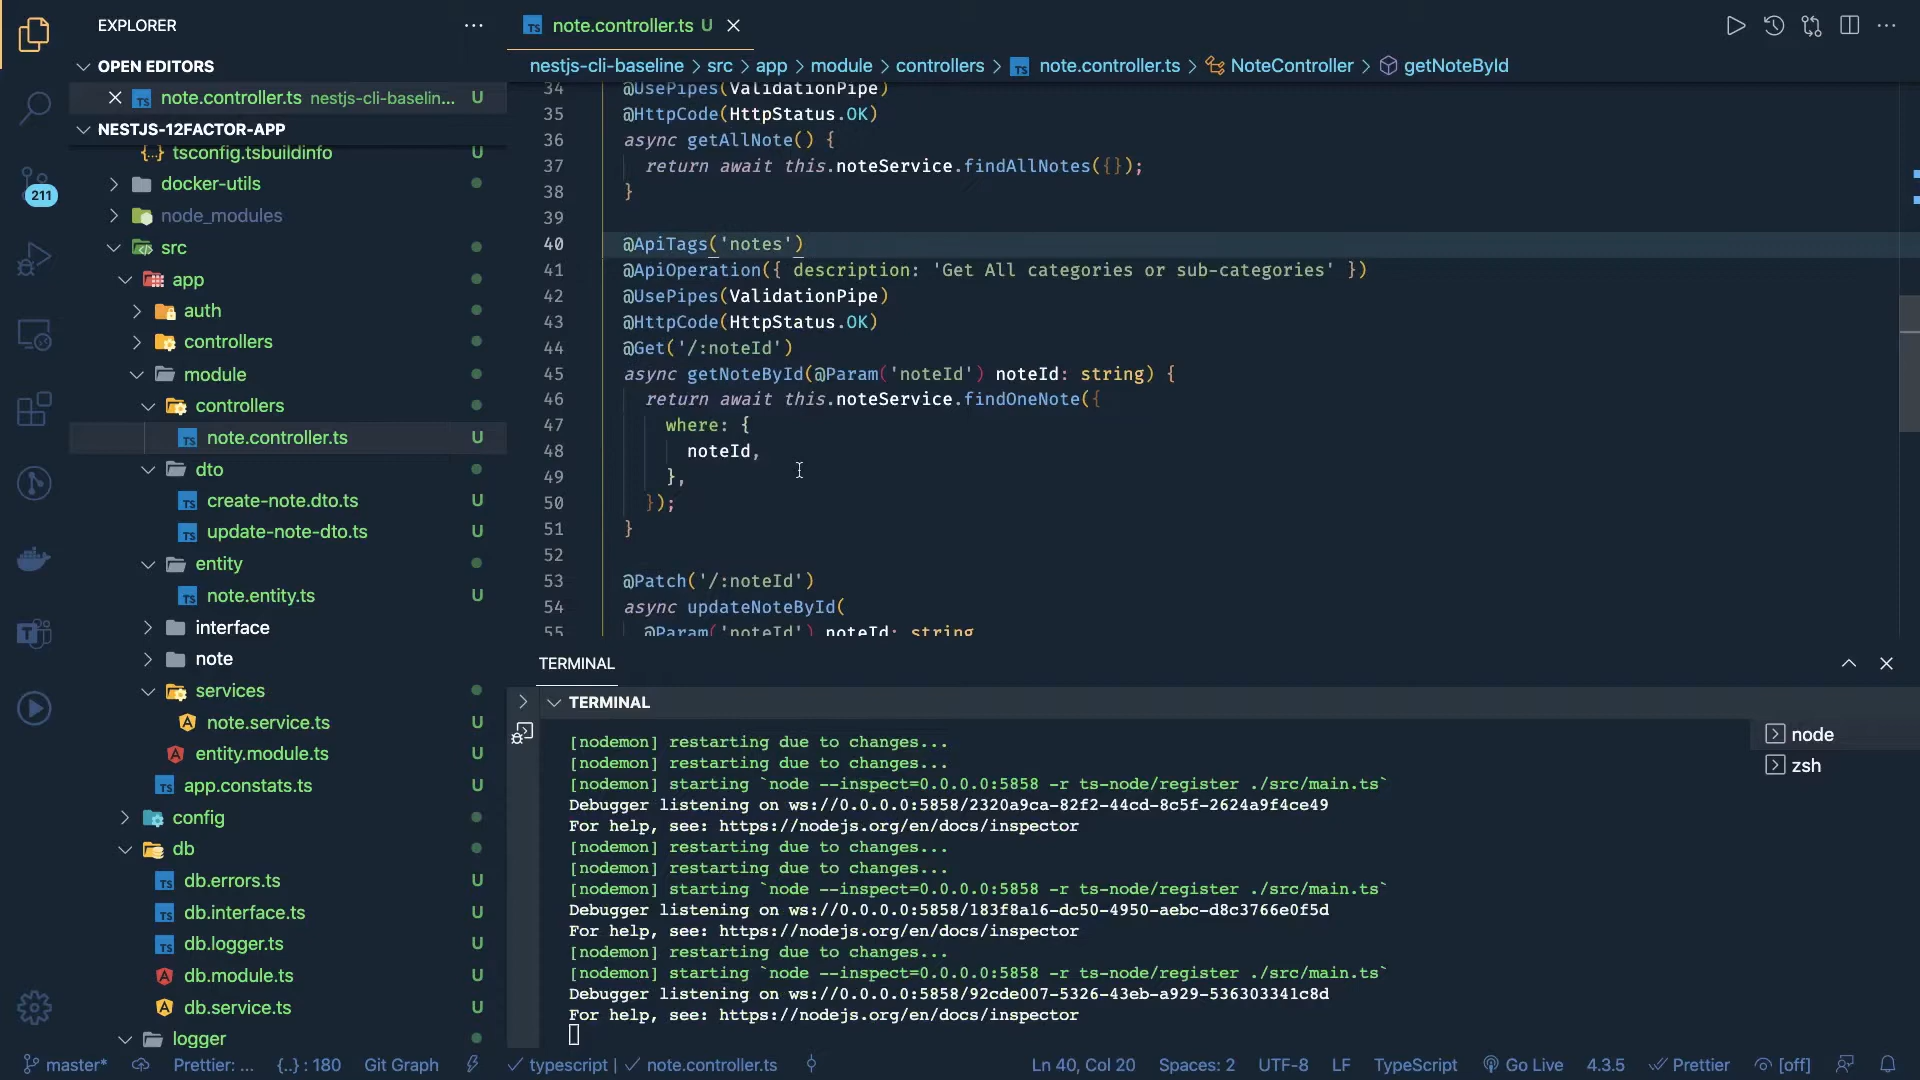 EXPLORER
OPEN EDITORS
note.controller.ts nestjs-cli-baselin... U
NESTJS-12FACTOR-APP
tsconfig.tsbuildinfo U
docker-utils
node_modules
src
app
auth
controllers
module
controllers
note.controller.ts U
dto
create-note.dto.ts U
update-note-dto.ts U
entity
note.entity.ts U
interface
note
services
note.service.ts U
entity.module.ts U
app.constats.ts U
config
db
db.errors.ts U
db.interface.ts U
db.logger.ts U
db.module.ts U
db.service.ts U
logger
211
note.controller.ts U
nestjs-cli-baseline > src > app > module > controllers > note.controller.ts > NoteController > getNoteById
34 @UsePipes(ValidationPipe)
35 @HttpCode(HttpStatus.OK)
36 async getAllNote() {
37 return await this.noteService.findAllNotes({});
38 }
39
40 @ApiTags('notes')
41 @ApiOperation({ description: 'Get All categories or sub-categories' })
42 @UsePipes(ValidationPipe)
43 @HttpCode(HttpStatus.OK)
44 @Get('/:noteId')
45 async getNoteById(@Param('noteId') noteId: string) {
46 return await this.noteService.findOneNote({
47 where: {
48 noteId,
49 },
50 });
51 }
52
53 @Patch('/:noteId')
54 async updateNoteById(
55 @Param('noteId') noteId: string
TERMINAL
TERMINAL
[nodemon] restarting due to changes...
[nodemon] restarting due to changes...
[nodemon] starting `node --inspect=0.0.0.0:5858 -r ts-node/register ./src/main.ts`
Debugger listening on ws://0.0.0.0:5858/2320a9ca-82f2-44cd-8c5f-2624a9f4ce49
For help, see: https://nodejs.org/en/docs/inspector
[nodemon] restarting due to changes...
[nodemon] restarting due to changes...
[nodemon] starting `node --inspect=0.0.0.0:5858 -r ts-node/register ./src/main.ts`
Debugger listening on ws://0.0.0.0:5858/183f8a16-dc50-4950-aebc-d8c3766e0f5d
For help, see: https://nodejs.org/en/docs/inspector
[nodemon] restarting due to changes...
[nodemon] starting `node --inspect=0.0.0.0:5858 -r ts-node/register ./src/main.ts`
Debugger listening on ws://0.0.0.0:5858/92cde007-5326-43eb-a929-536303341c8d
For help, see: https://nodejs.org/en/docs/inspector
node
zsh
master* Prettier: ... {..} : 180 Git Graph typescript | note.controller.ts Ln 40, Col 20 Spaces: 2 UTF-8 LF TypeScript Go Live 4.3.5 Prettier [off]